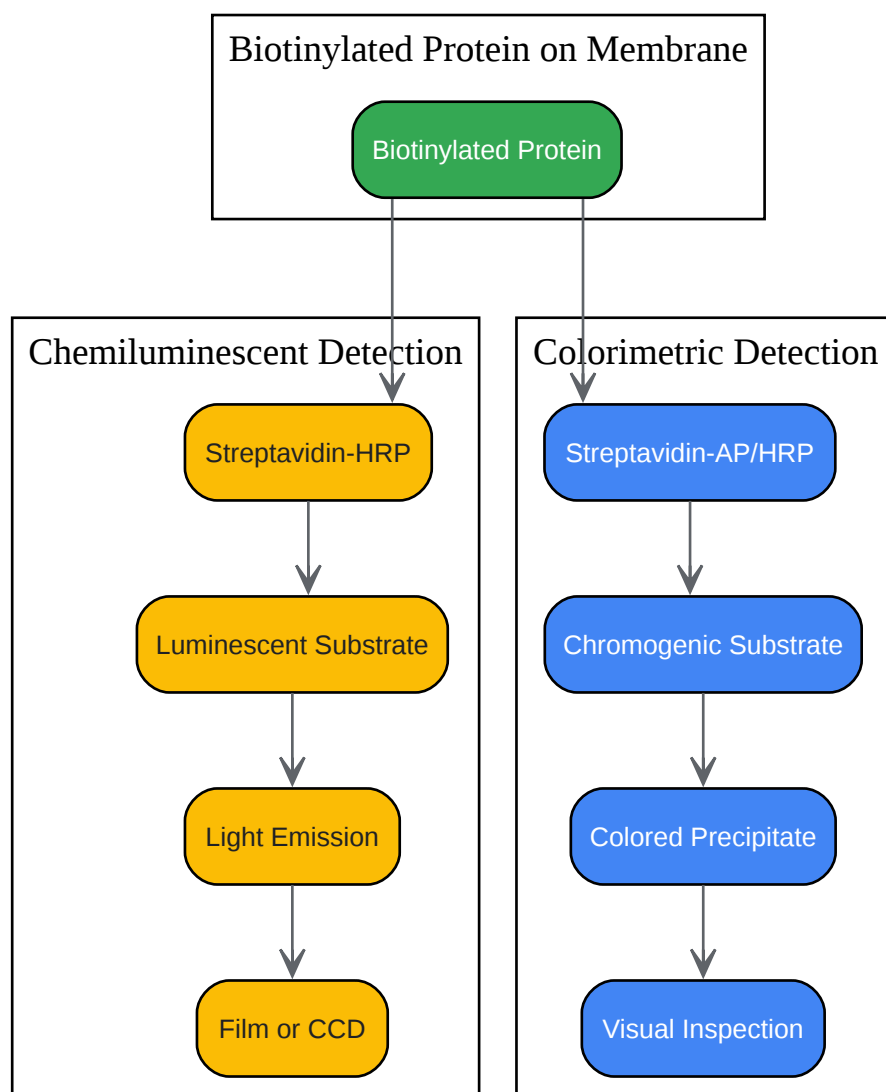 Biotinylated Protein on Membrane
Biotinylated Protein
Chemiluminescent Detection
Streptavidin-HRP
Luminescent Substrate
Light Emission
Film or CCD
Colorimetric Detection
Streptavidin-AP/HRP
Chromogenic Substrate
Colored Precipitate
Visual Inspection